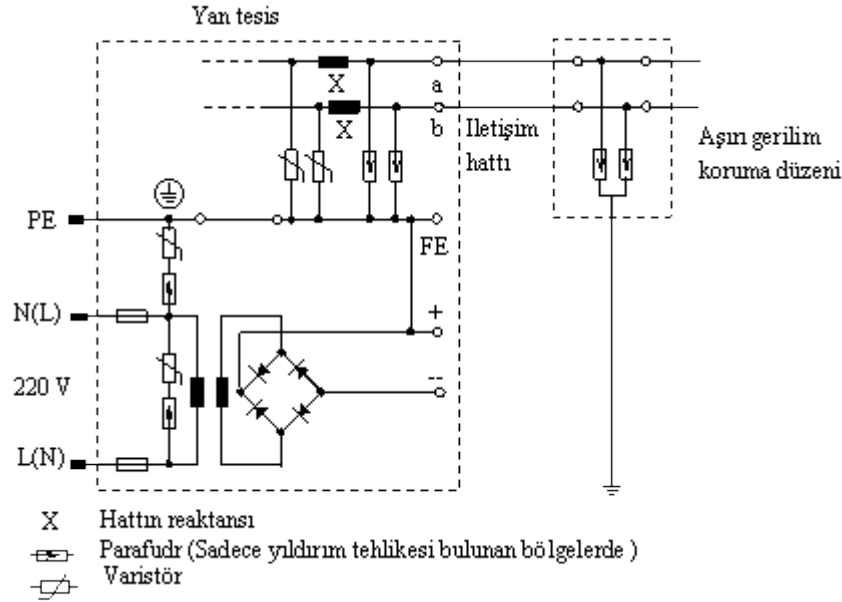 Yan tesis
X
a
X
b
Iletişim
hattı
Aşırı gerilim
koruma düzeni
PE
FE
N(L)
+
220 V
--
L(N)
X Hattın reaktansı
Parafudr (Sadece yıldırım tehlikesi bulunan bölgelerde )
Varistör